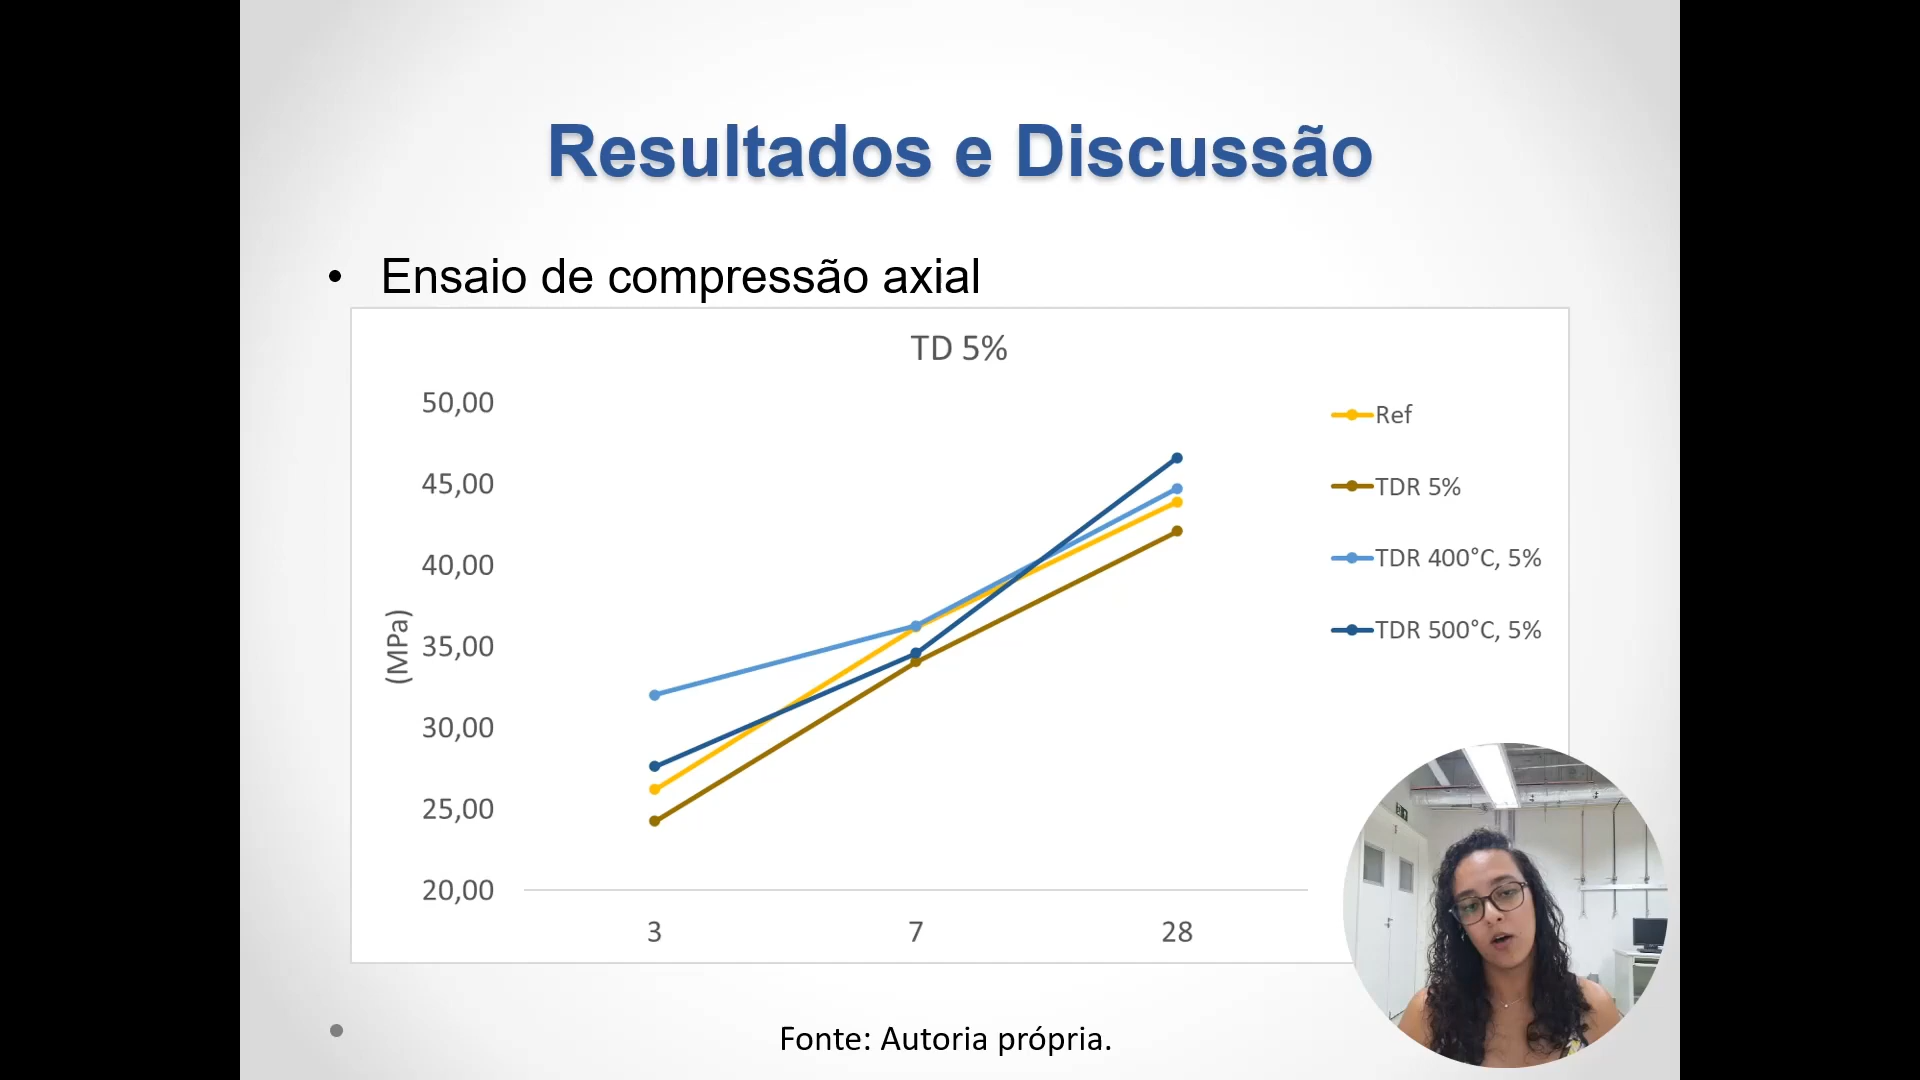 Resultados e Discussão
• Ensaio de compressão axial
TD 5%
50,00
45,00
40,00
35,00
30,00
25,00
20,00
(MPa)
3 7 28
Ref
TDR 5%
TDR 400°C, 5%
TDR 500°C, 5%
Fonte: Autoria própria.